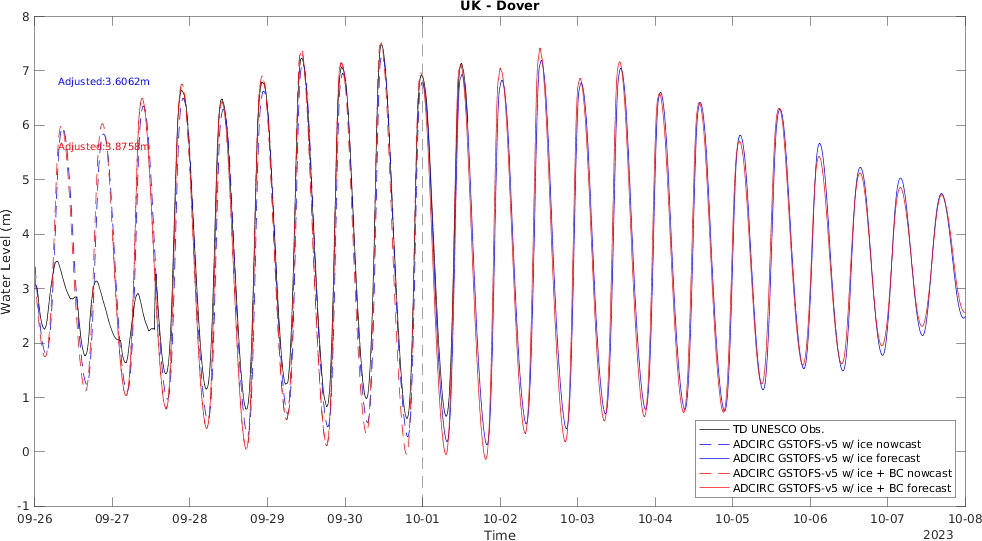 UK - Dover
8
7
6
5
4
3
2
1
0
-1
Water Level (m)
Adjusted:3.6062m
Adjusted:3.8758m
TD UNESCO Obs.
ADCIRC GSTOFS-v5 w/ ice nowcast
ADCIRC GSTOFS-v5 w/ ice forecast
ADCIRC GSTOFS-v5 w/ ice + BC nowcast
ADCIRC GSTOFS-v5 w/ ice + BC forecast
09-26 09-27 09-28 09-29 09-30 10-01 10-02 10-03 10-04 10-05 10-06 10-07 10-08
Time
2023